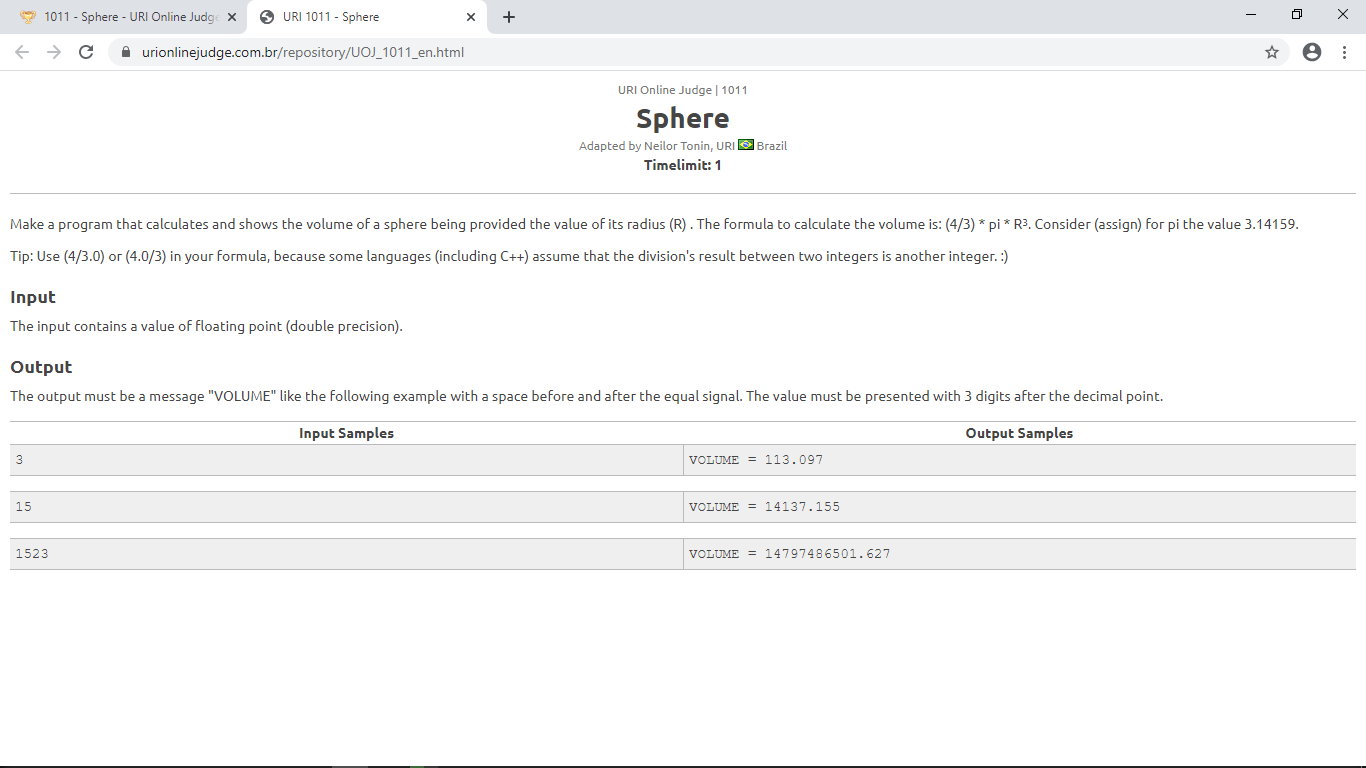 1011 - Sphere - URI Online Judg
URI 1011 - Sphere
urionlinejudge.com.br/repository/UOJ_1011_en.html
URI Online Judge | 1011
Sphere
Adapted by Neilor Tonin, URI Brazil
Timelimit: 1
Make a program that calculates and shows the volume of a sphere being provided the value of its radius (R) . The formula to calculate the volume is: (4/3) * pi * R³. Consider (assign) for pi the value 3.14159.
Tip: Use (4/3.0) or (4.0/3) in your formula, because some languages (including C++) assume that the division's result between two integers is another integer. :)
Input
The input contains a value of floating point (double precision).
Output
The output must be a message "VOLUME" like the following example with a space before and after the equal signal. The value must be presented with 3 digits after the decimal point.
Input Samples Output Samples
3 VOLUME = 113.097
15 VOLUME = 14137.155
1523 VOLUME = 14797486501.627